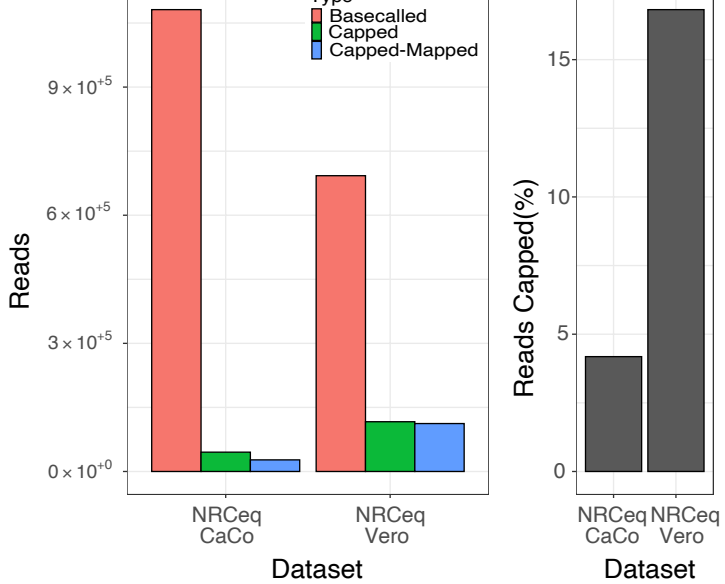 Type
Basecalled
Capped
Capped-Mapped
9 × 10⁺⁵
6 × 10⁺⁵
3 × 10⁺⁵
0 × 10⁺⁰
Reads
NRCeq
CaCo
NRCeq
Vero
Dataset
15
10
5
0
Reads Capped(%)
NRCeq
CaCo
NRCeq
Vero
Dataset